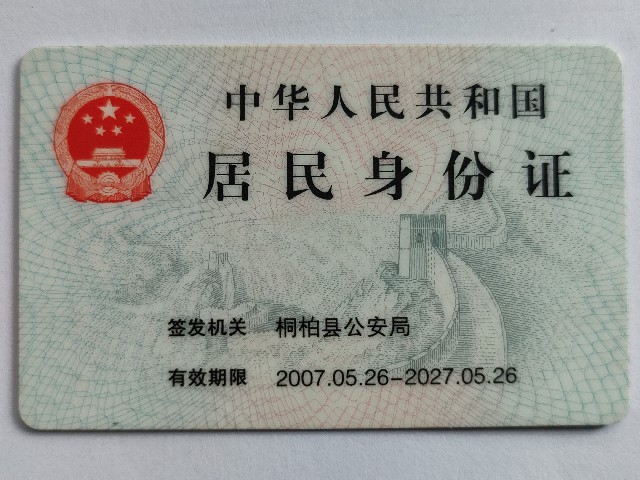 中华人民共和国
居民身份证
签发机关 桐柏县公安局
有效期限 2007.05.26-2027.05.26